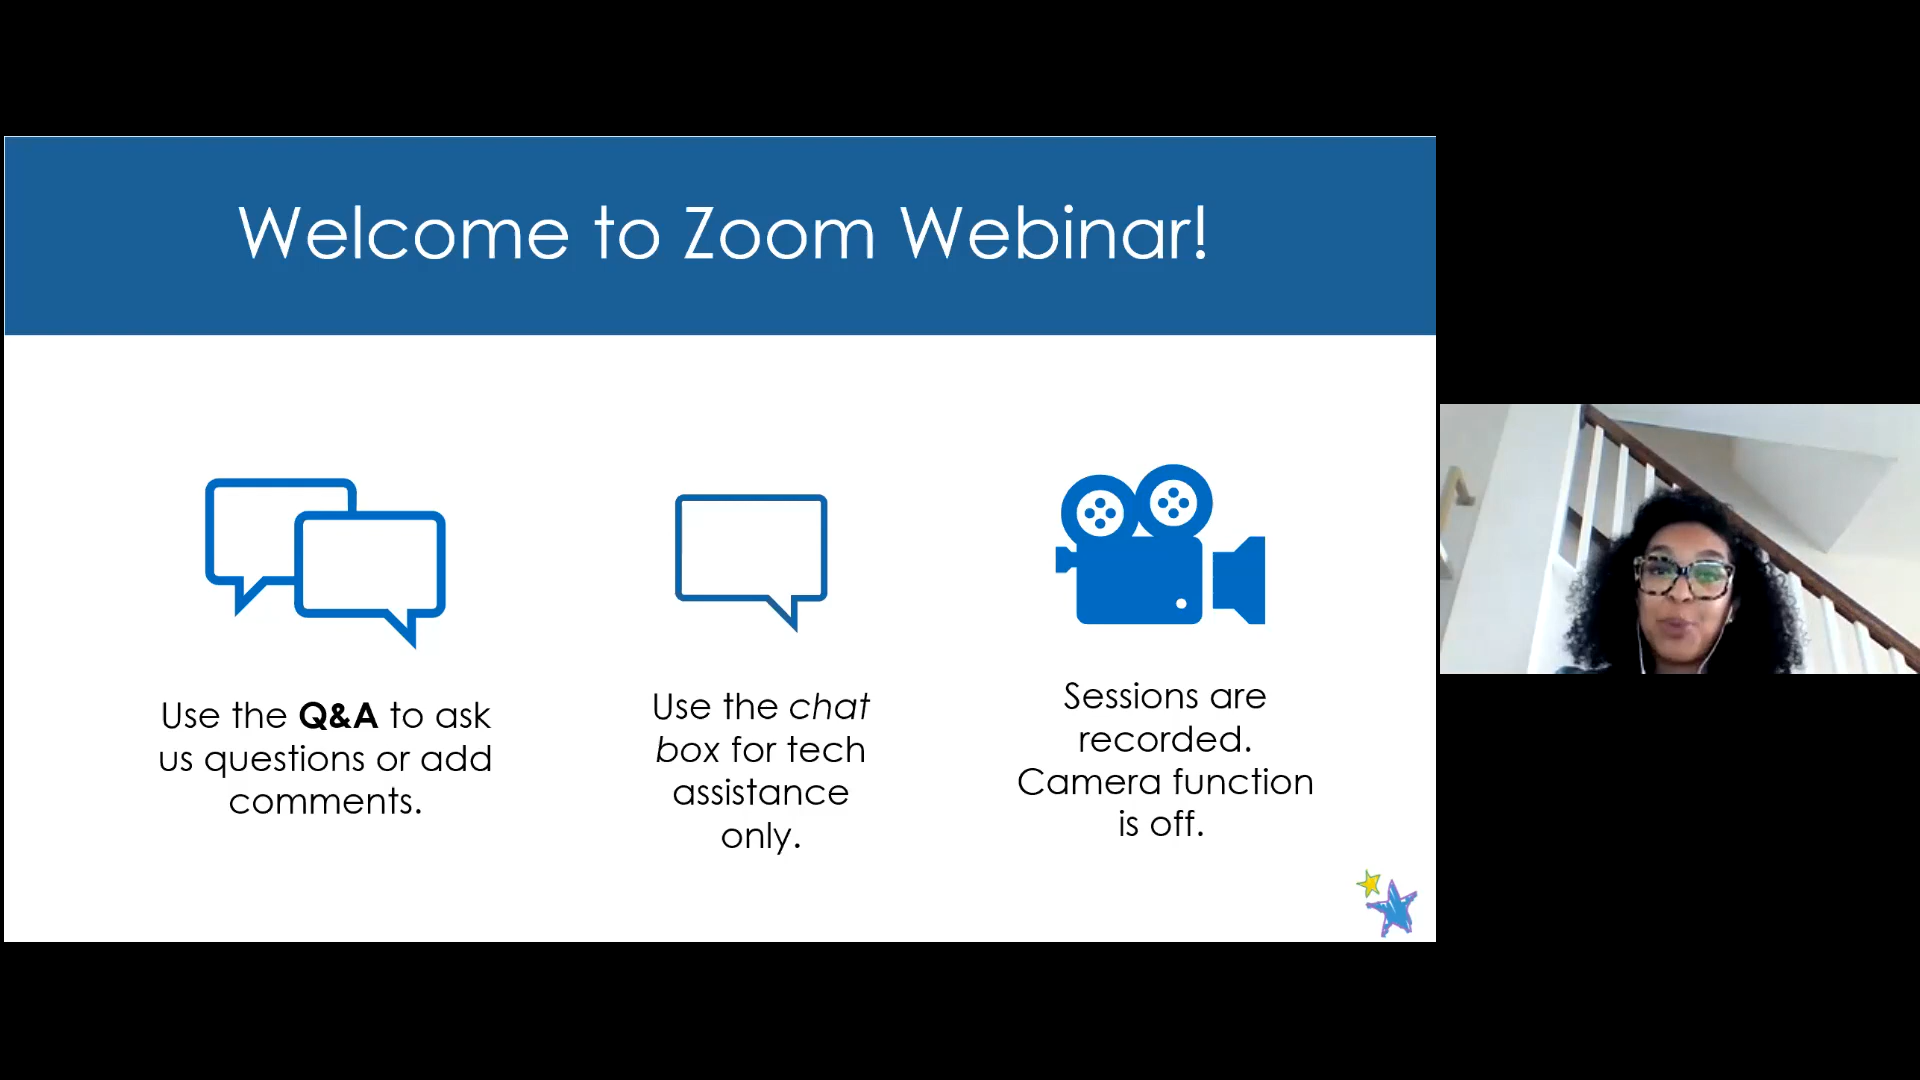 Welcome to Zoom Webinar!
Use the Q&A to ask
us questions or add
comments.
Use the chat
box for tech
assistance
only.
Sessions are
recorded.
Camera function
is off.